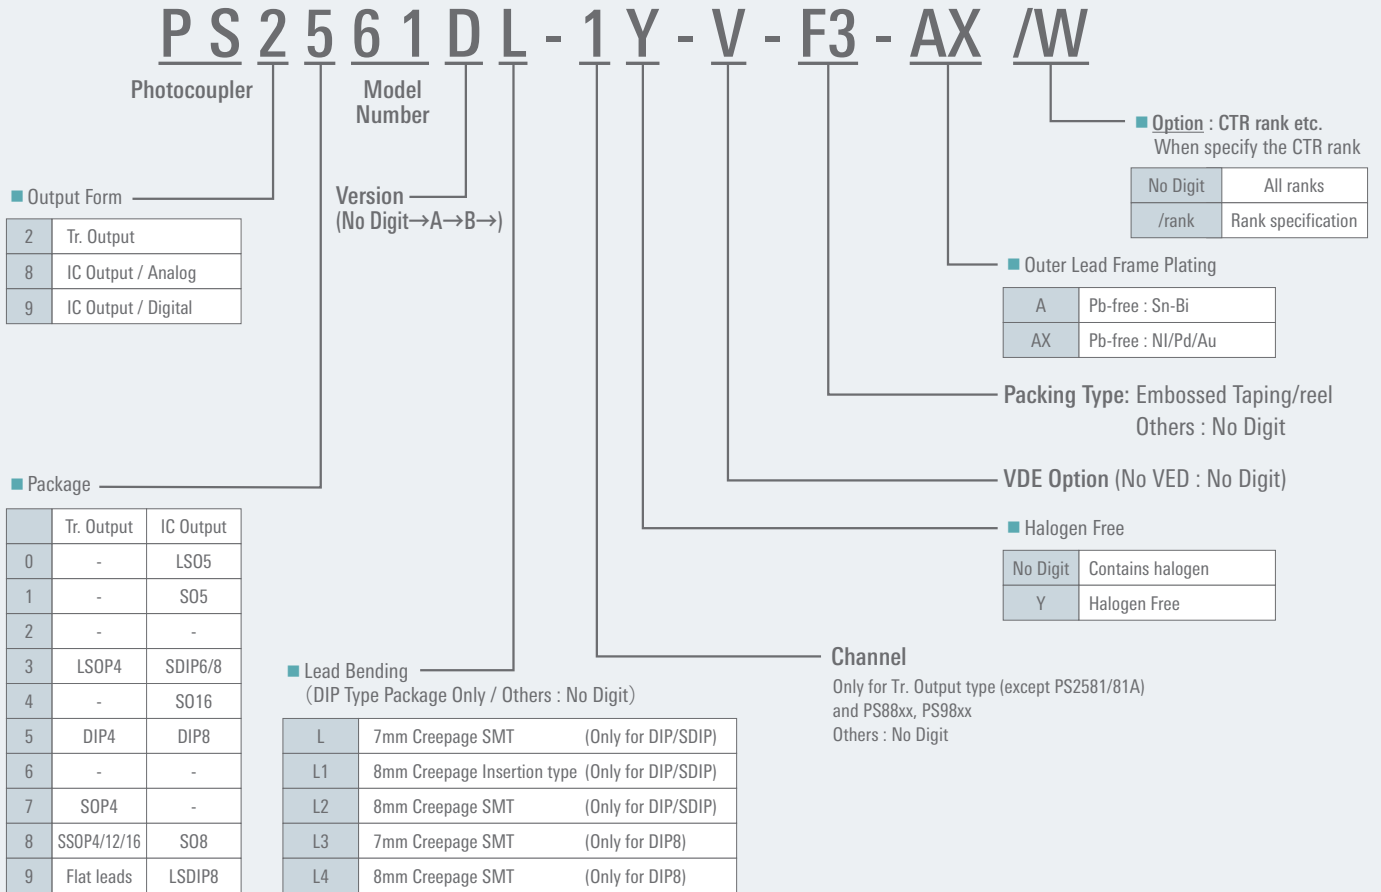 PS2561DL-1Y-V-F3-AX/W
Photocoupler
Model
Number
■ Option : CTR rank etc.
When specify the CTR rank
No Digit All ranks
/rank Rank specification
■ Output Form
2 Tr. Output
8 IC Output / Analog
9 IC Output / Digital
Version
(No Digit→A→B→)
■ Outer Lead Frame Plating
A Pb-free : Sn-Bi
AX Pb-free : NI/Pd/Au
Packing Type: Embossed Taping/reel
Others : No Digit
VDE Option (No VED : No Digit)
■ Package
Tr. Output IC Output
0 - LSO5
1 - SO5
2 - -
3 LSOP4 SDIP6/8
4 - SO16
5 DIP4 DIP8
6 - -
7 SOP4 -
8 SSOP4/12/16 SO8
9 Flat leads LSDIP8
■ Halogen Free
No Digit Contains halogen
Y Halogen Free
■ Lead Bending
(DIP Type Package Only / Others : No Digit)
L 7mm Creepage SMT (Only for DIP/SDIP)
L1 8mm Creepage Insertion type (Only for DIP/SDIP)
L2 8mm Creepage SMT (Only for DIP/SDIP)
L3 7mm Creepage SMT (Only for DIP8)
L4 8mm Creepage SMT (Only for DIP8)
Channel
Only for Tr. Output type (except PS2581/81A)
and PS88xx, PS98xx
Others : No Digit